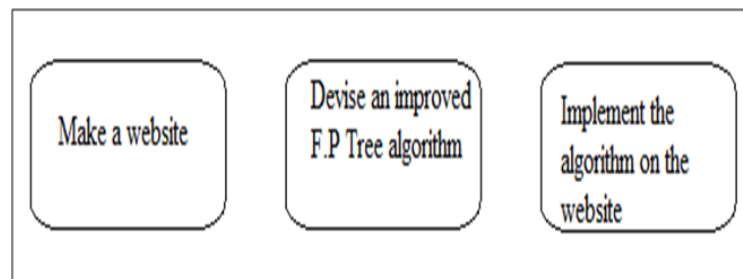 Make a website
Devise an improved
F.P Tree algorithm
Implement the
algorithm on the
website